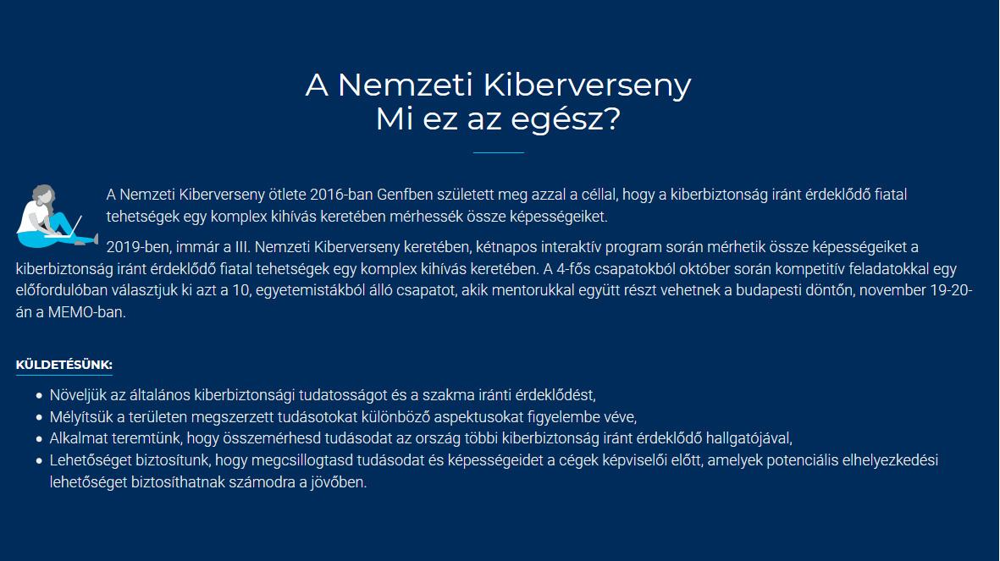 A Nemzeti Kiberverseny
Mi ez az egész?
A Nemzeti Kiberverseny ötlete 2016-ban Genfben született meg azzal a céllal, hogy a kiberbiztonság iránt érdeklődő fiatal
tehetségek egy komplex kihívás keretében mérhessék össze képességeiket.
2019-ben, immár a III. Nemzeti Kiberverseny keretében, kétnapos interaktív program során mérhetik össze képességeiket a
kiberbiztonság iránt érdeklődő fiatal tehetségek egy komplex kihívás keretében. A 4-fős csapatokból október során kompetitív feladatokkal egy
előfordulóban választjuk ki azt a 10, egyetemistákból álló csapatot, akik mentorukkal együtt részt vehetnek a budapesti döntőn, november 19-20-
án a MEMO-ban.
KÜLDETÉSÜNK:
• Növeljük az általános kiberbiztonsági tudatosságot és a szakma iránti érdeklődést,
• Mélyítsük a területen megszerzett tudásotokat különböző aspektusokat figyelembe véve,
• Alkalmat teremtünk, hogy összemérhesd tudásodat az ország többi kiberbiztonság iránt érdeklődő hallgatójával,
• Lehetőséget biztosítunk, hogy megcsillogtasd tudásodat és képességeidet a cégek képviselői előtt, amelyek potenciális elhelyezkedési
lehetőséget biztosíthatnak számodra a jövőben.